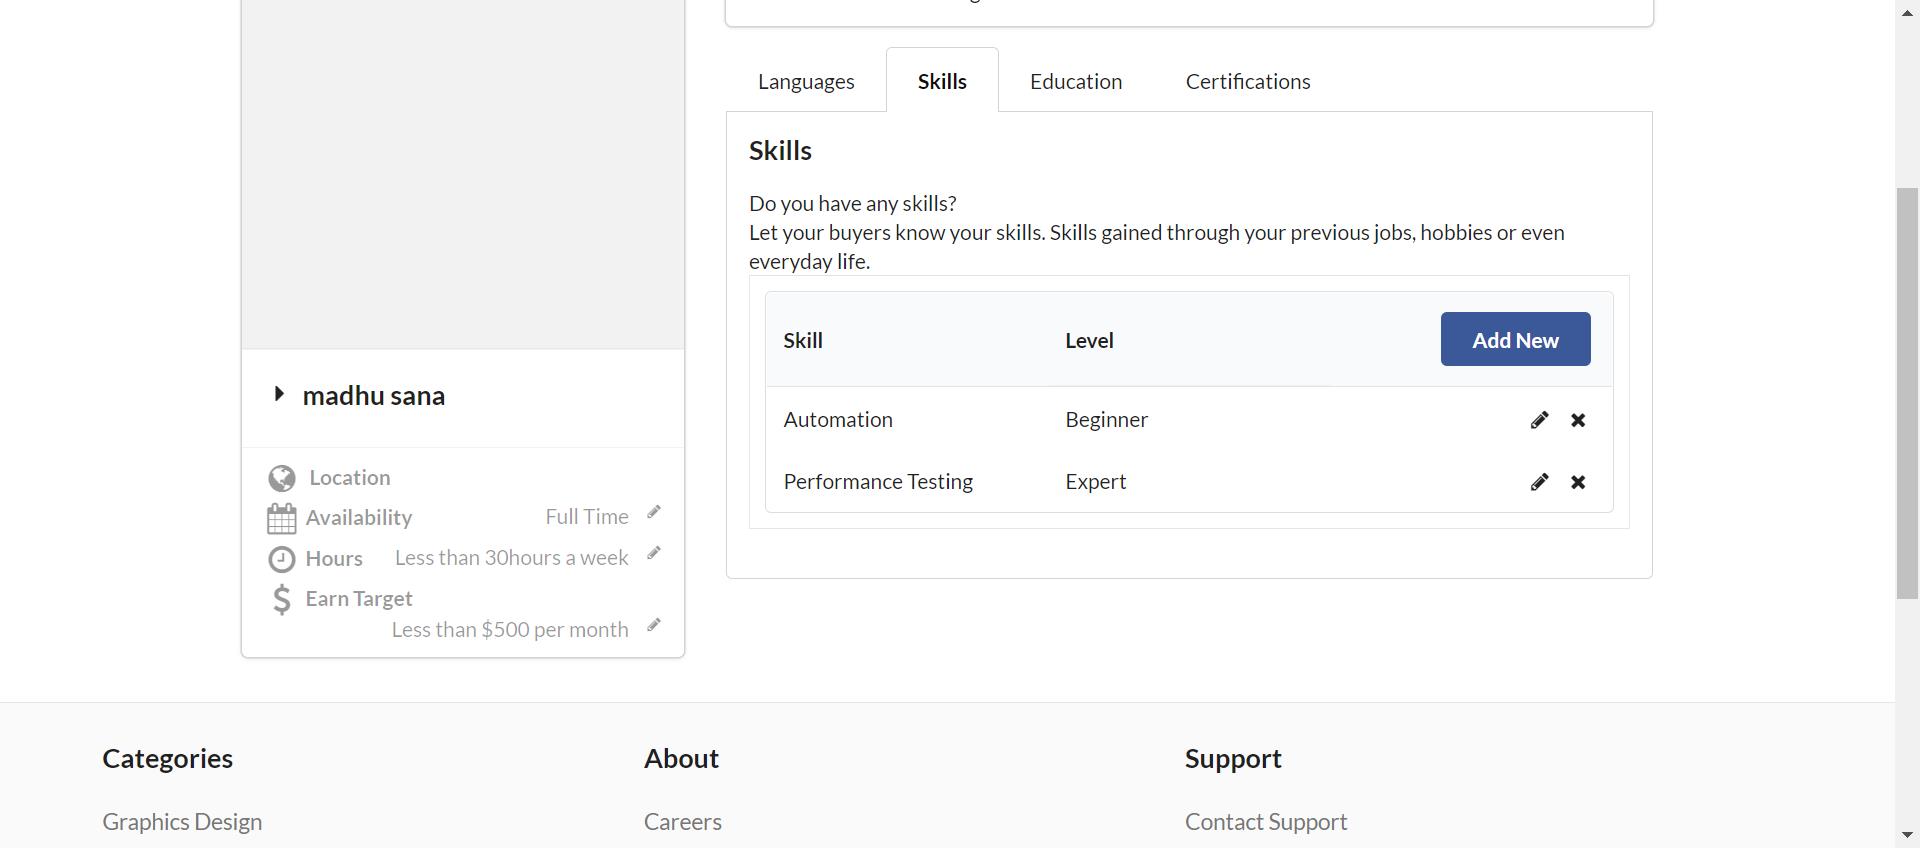 Languages
Skills
Education
Certifications
Skills
Do you have any skills?
Let your buyers know your skills. Skills gained through your previous jobs, hobbies or even
everyday life.
Skill
Level
Add New
Automation
Beginner
Performance Testing
Expert
madhu sana
Location
Availability
Full Time
Hours
Less than 30hours a week
Earn Target
Less than $500 per month
Categories
About
Support
Graphics Design
Careers
Contact Support